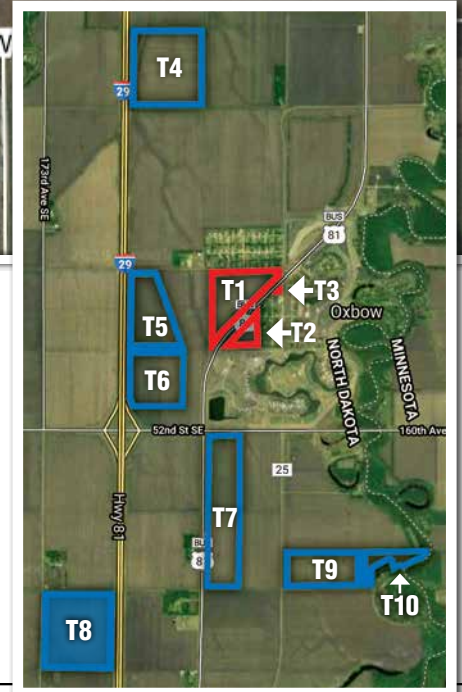 T4
29
173rd Ave SE
BUS
81
29
T1
T3
T5
T2
Oxbow
T6
NORTH DAKOTA
MINNESOTA
52nd St SE
160th Ave
25
Hwy 81
T7
BUS
T9
T10
T8